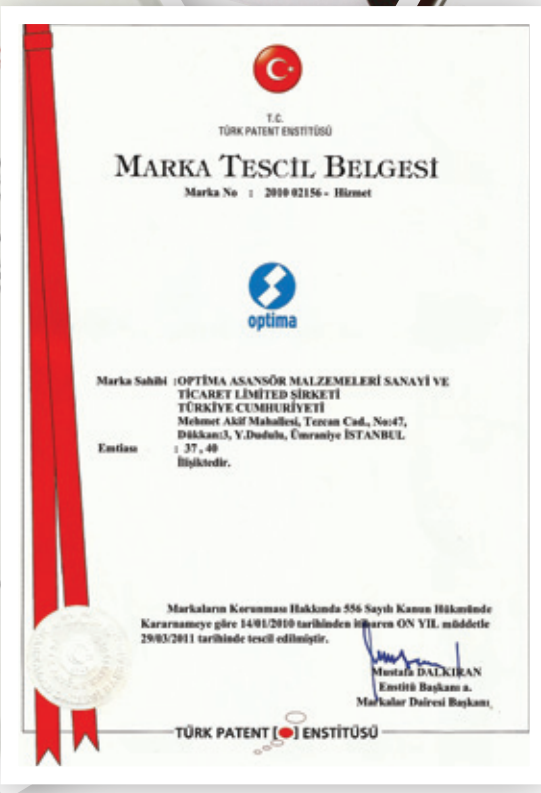 T.C.
TÜRK PATENT ENSTİTÜSÜ
MARKA TESCİL BELGESİ
Marka No : 2010 02156 - Hizmet
optima
Marka Sahibi : OPTİMA ASANSÖR MALZEMELERİ SANAYİ VE
TİCARET LİMİTED ŞİRKETİ
TÜRKİYE CUMHURİYETİ
Mehmet Akif Mahallesi, Tezcan Cad., No:47,
Dükkan:3, Y.Dudulu, Ümraniye İSTANBUL
Emtiası : 37 , 40
İlişiktedir.
Markaların Korunması Hakkında 556 Sayılı Kanun Hükmünde
Kararnameye göre 14/01/2010 tarihinden itibaren ON YIL müddetle
29/03/2011 tarihinde tescil edilmiştir.
Mustafa DALKIRAN
Enstitü Başkanı a.
Markalar Dairesi Başkanı
TÜRK PATENT [ ] ENSTİTÜSÜ